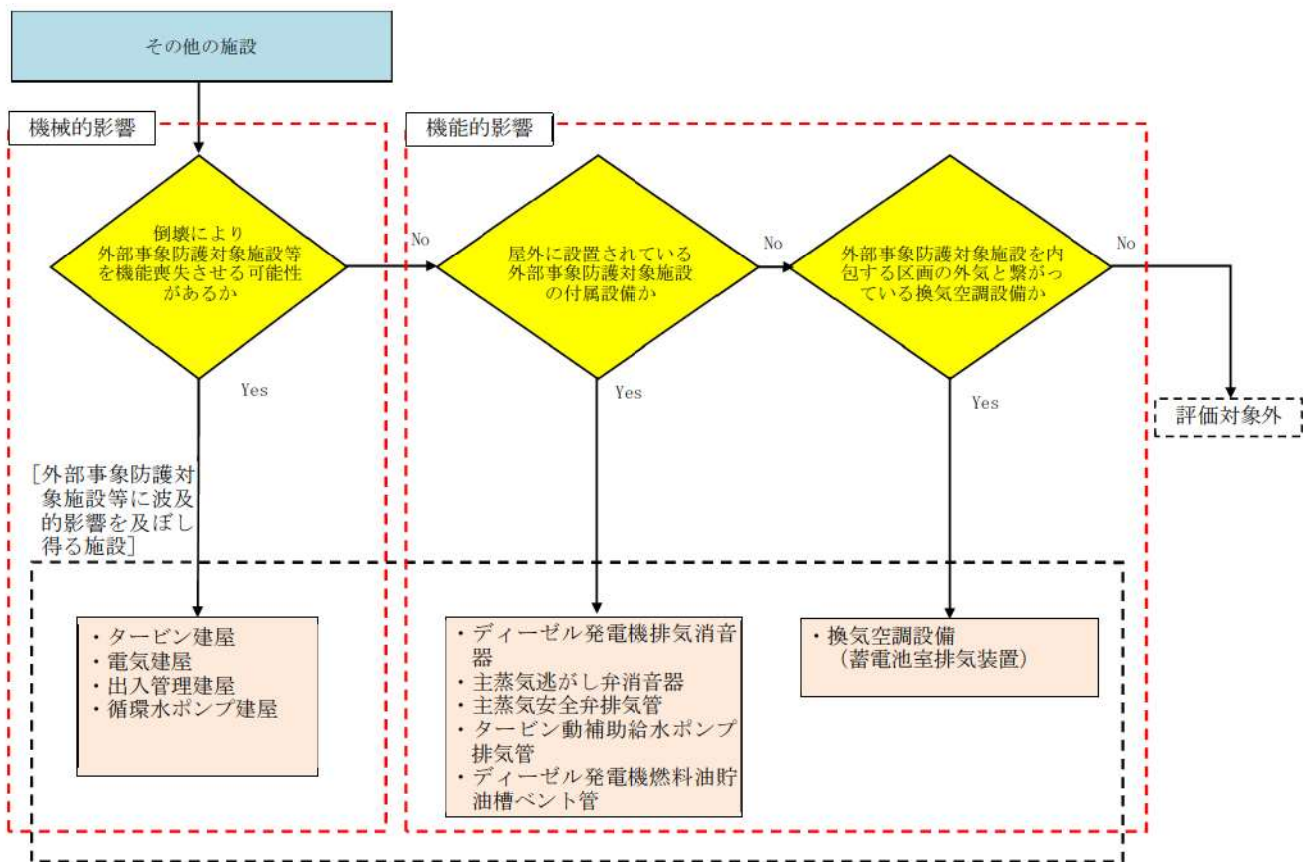 その他の施設
機械的影響
機能的影響
倒壊により
外部事象防護対象施設等
を機能喪失させる可能性
があるか
No
屋外に設置されている
外部事象防護対象施設
の付属設備か
No
外部事象防護対象施設を内
包する区画の外気と繋がっ
ている換気空調設備か
No
Yes
Yes
Yes
評価対象外
[外部事象防護対
象施設等に波及
的影響を及ぼし
得る施設]
・タービン建屋
・電気建屋
・出入管理建屋
・循環水ポンプ建屋
・ディーゼル発電機排気消音
器
・主蒸気逃がし弁消音器
・主蒸気安全弁排気管
・タービン動補助給水ポンプ
排気管
・ディーゼル発電機燃料油貯
油槽ベント管
・換気空調設備
（蓄電池室排気装置）